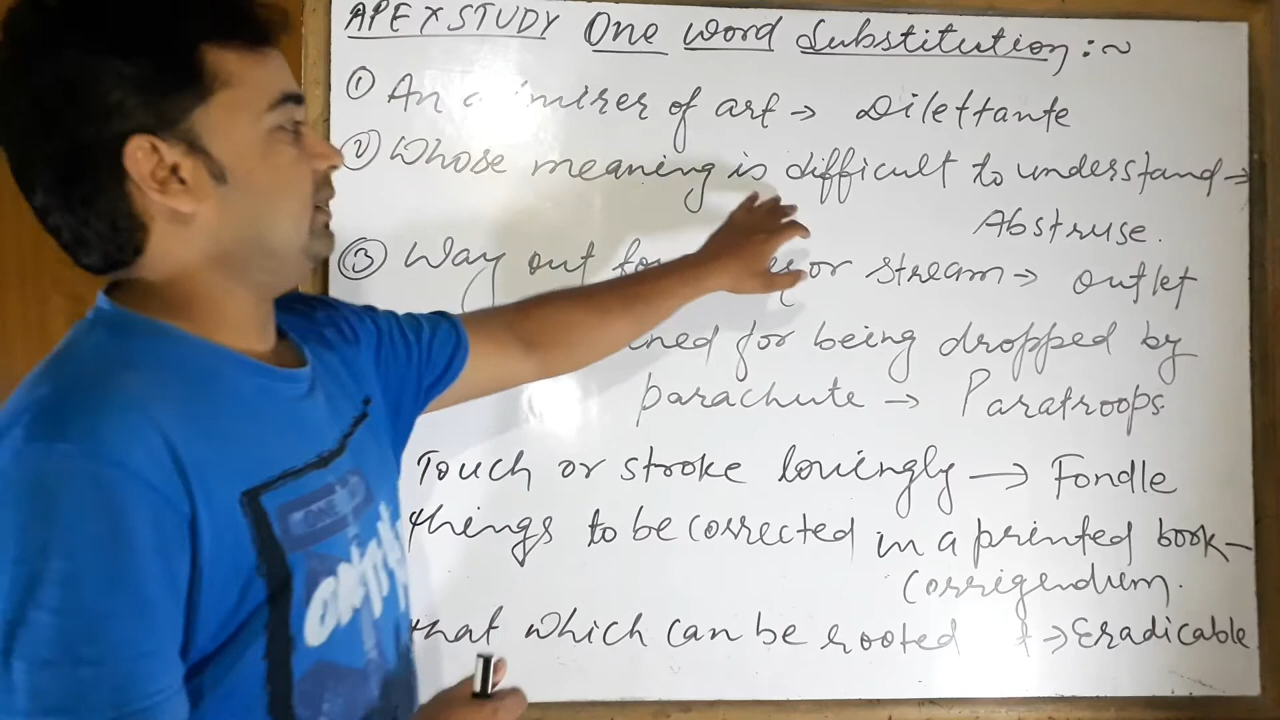 APEX STUDY One word Substitution :~
① An admirer of art → Dilettante
② Whose meaning is difficult to understand →
Abstruse.
③ Way out for or stream → outlet
for being dropped by
parachute → Paratroops
Touch or stroke lovingly → Fondle
things to be corrected in a printed book –
Corrigendum.
that which can be rooted → Eradicable